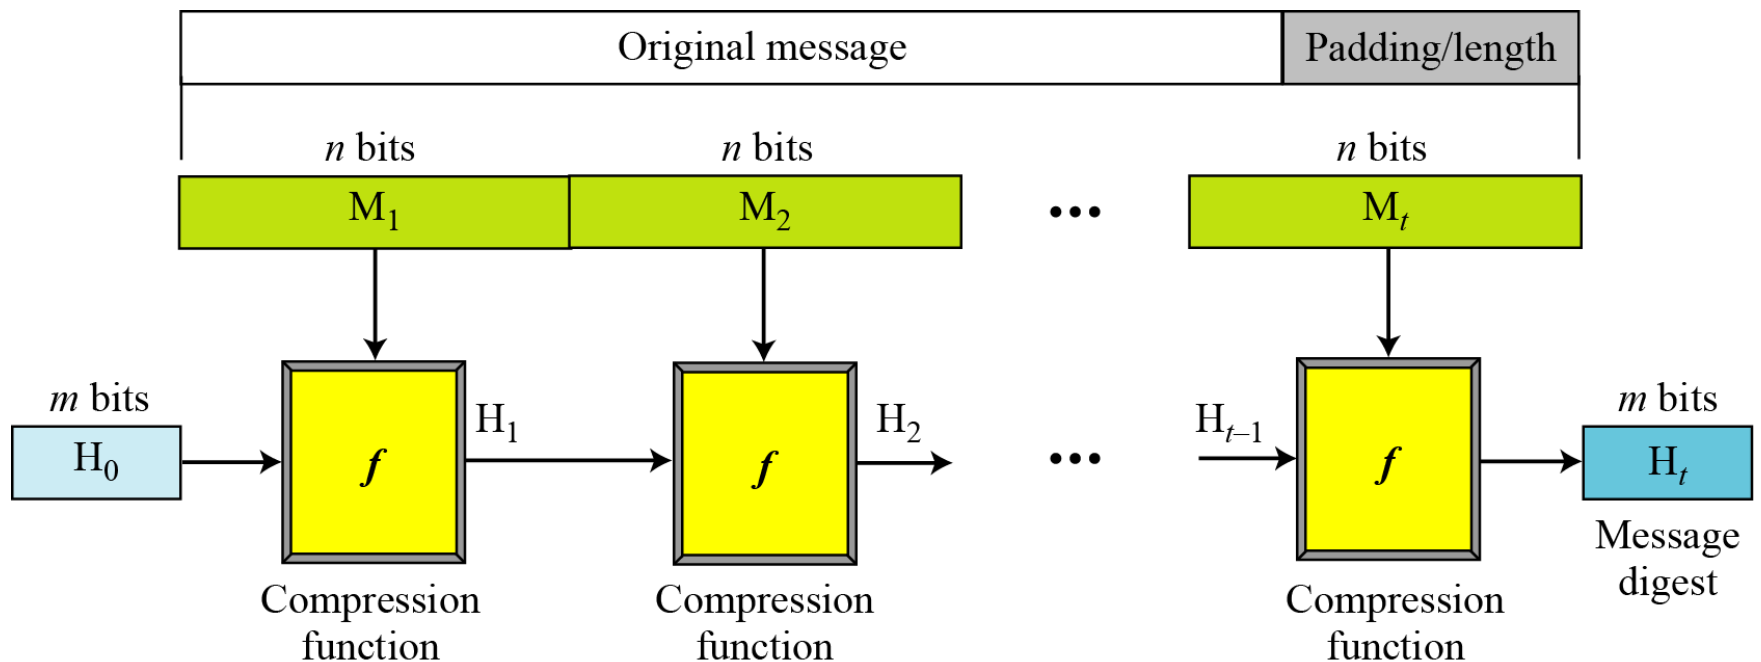 Original message
Padding/length
n bits
n bits
n bits
M₁
M₂
•••
Mₜ
m bits
H₀
f
H₁
f
H₂
•••
Hₜ₋₁
f
m bits
Hₜ
Message
digest
Compression
function
Compression
function
Compression
function